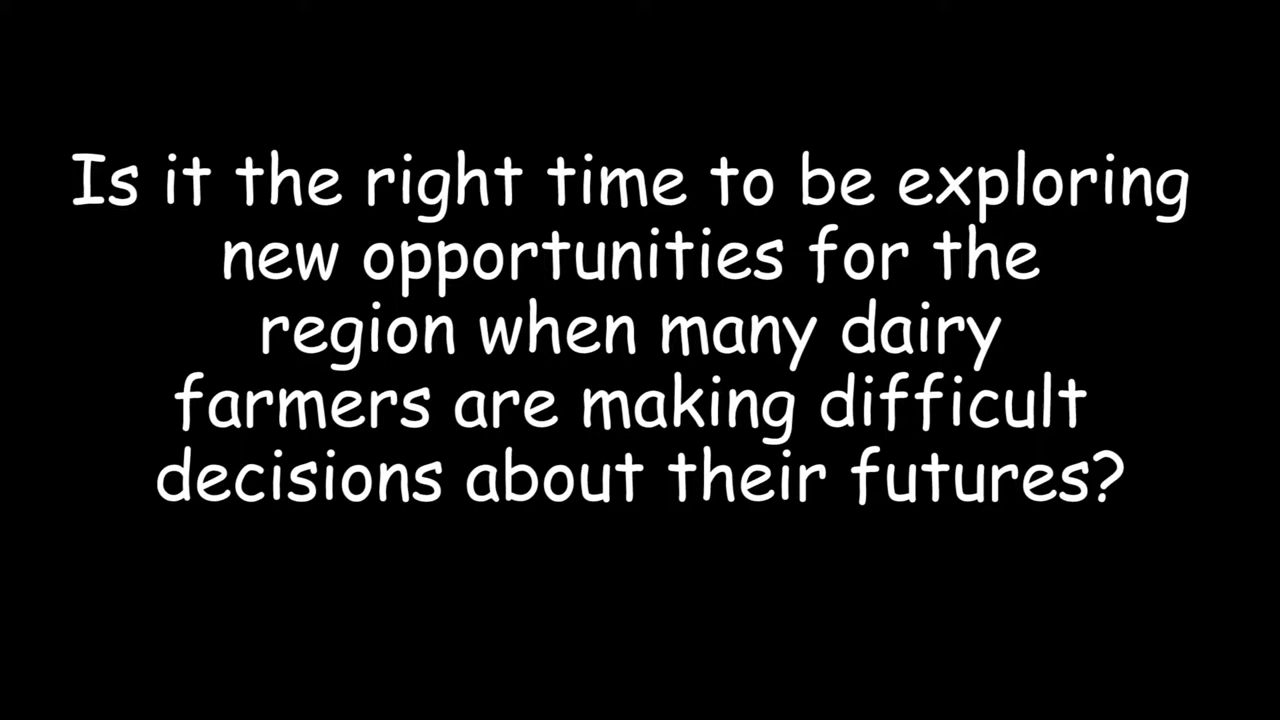 Is it the right time to be exploring
new opportunities for the
region when many dairy
farmers are making difficult
decisions about their futures?